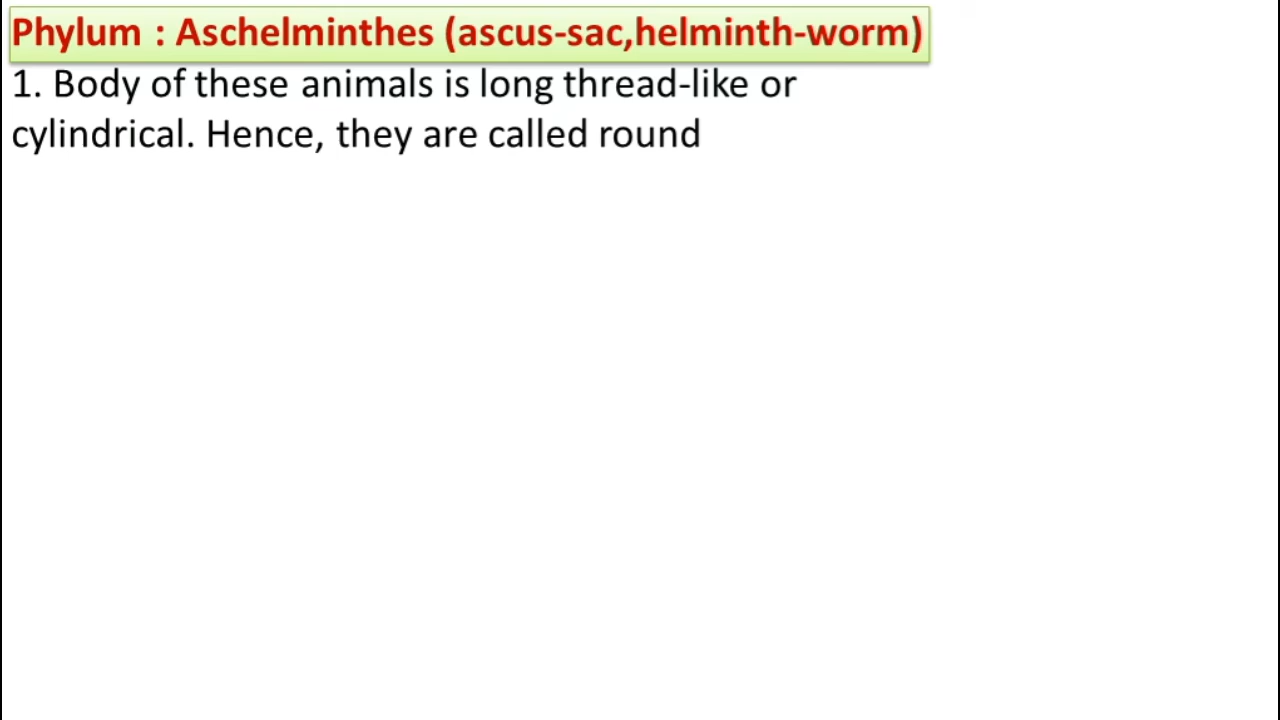 Phylum : Aschelminthes (ascus-sac,helminth-worm)
1. Body of these animals is long thread-like or
cylindrical. Hence, they are called round